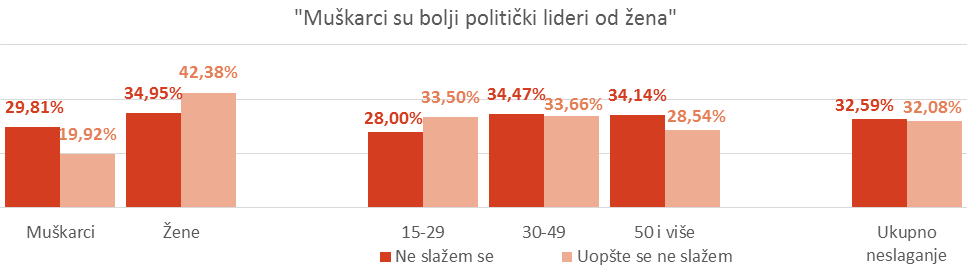 "Muškarci su bolji politički lideri od žena"
42,38%
29,81%
34,95%
19,92%
28,00%
33,50%
34,47%
33,66%
34,14%
28,54%
32,59%
32,08%
Muškarci
Žene
15-29
30-49
50 i više
Ukupno
neslaganje
Ne slažem se
Uopšte se ne slažem